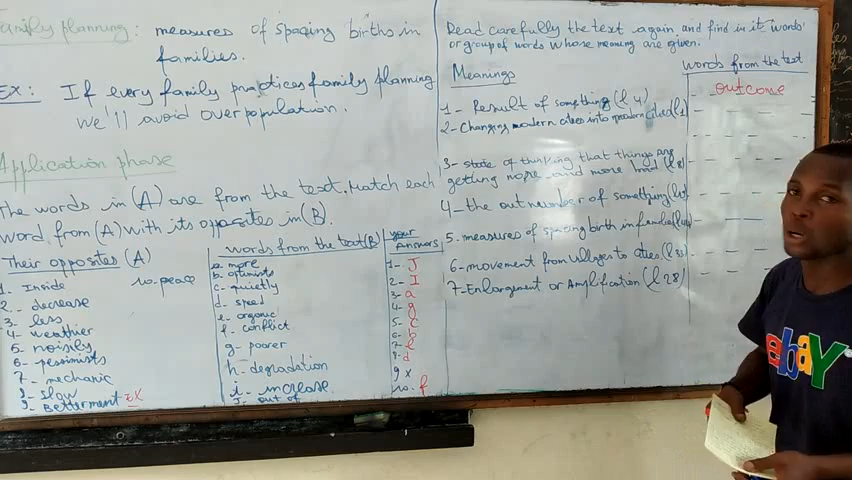 Family planning: measures of spacing births in
families.
EX: If every family practices family planning
we'll avoid overpopulation.
Application phase
The words in (A) are from the text. Match each
word from (A) with its opposites in (B).
Their opposites (A)
1. Inside
10. peace
2. decrease
3. less
4. wealthier
5. noisily
6. pessimists
7. mechanic
8. slow
9. Betterment EX
words from the text (B)
a. more
b. optimists
c. quietly
d. speed
e. organic
f. conflict
g. poorer
h. degradation
i. increase
J. out of
your
Answers
1- J
2- I
3- a
4- g
5- c
6- b
7- e
8- d
9 x
10. f
Read carefully the text again and find in it words
or group of words whose meaning are given.
Meanings
words from the text
1- Result of something (l 4)
outcome
2- Changing modern cities into modern
3- state of thinking that things are
getting more and more hard
4- the out number of something
5. measures of spacing birth in families
6- movement from villages to cities
7- Enlargement or Amplification (l 28)
ebay